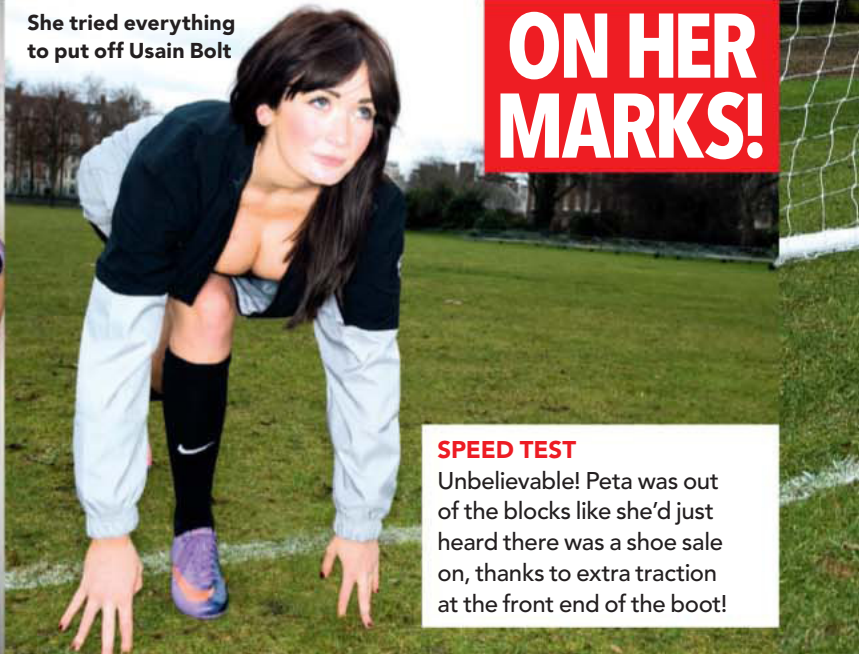 She tried everything
to put off Usain Bolt
ON HER
MARKS!
SPEED TEST
Unbelievable! Peta was out
of the blocks like she’d just
heard there was a shoe sale
on, thanks to extra traction
at the front end of the boot!